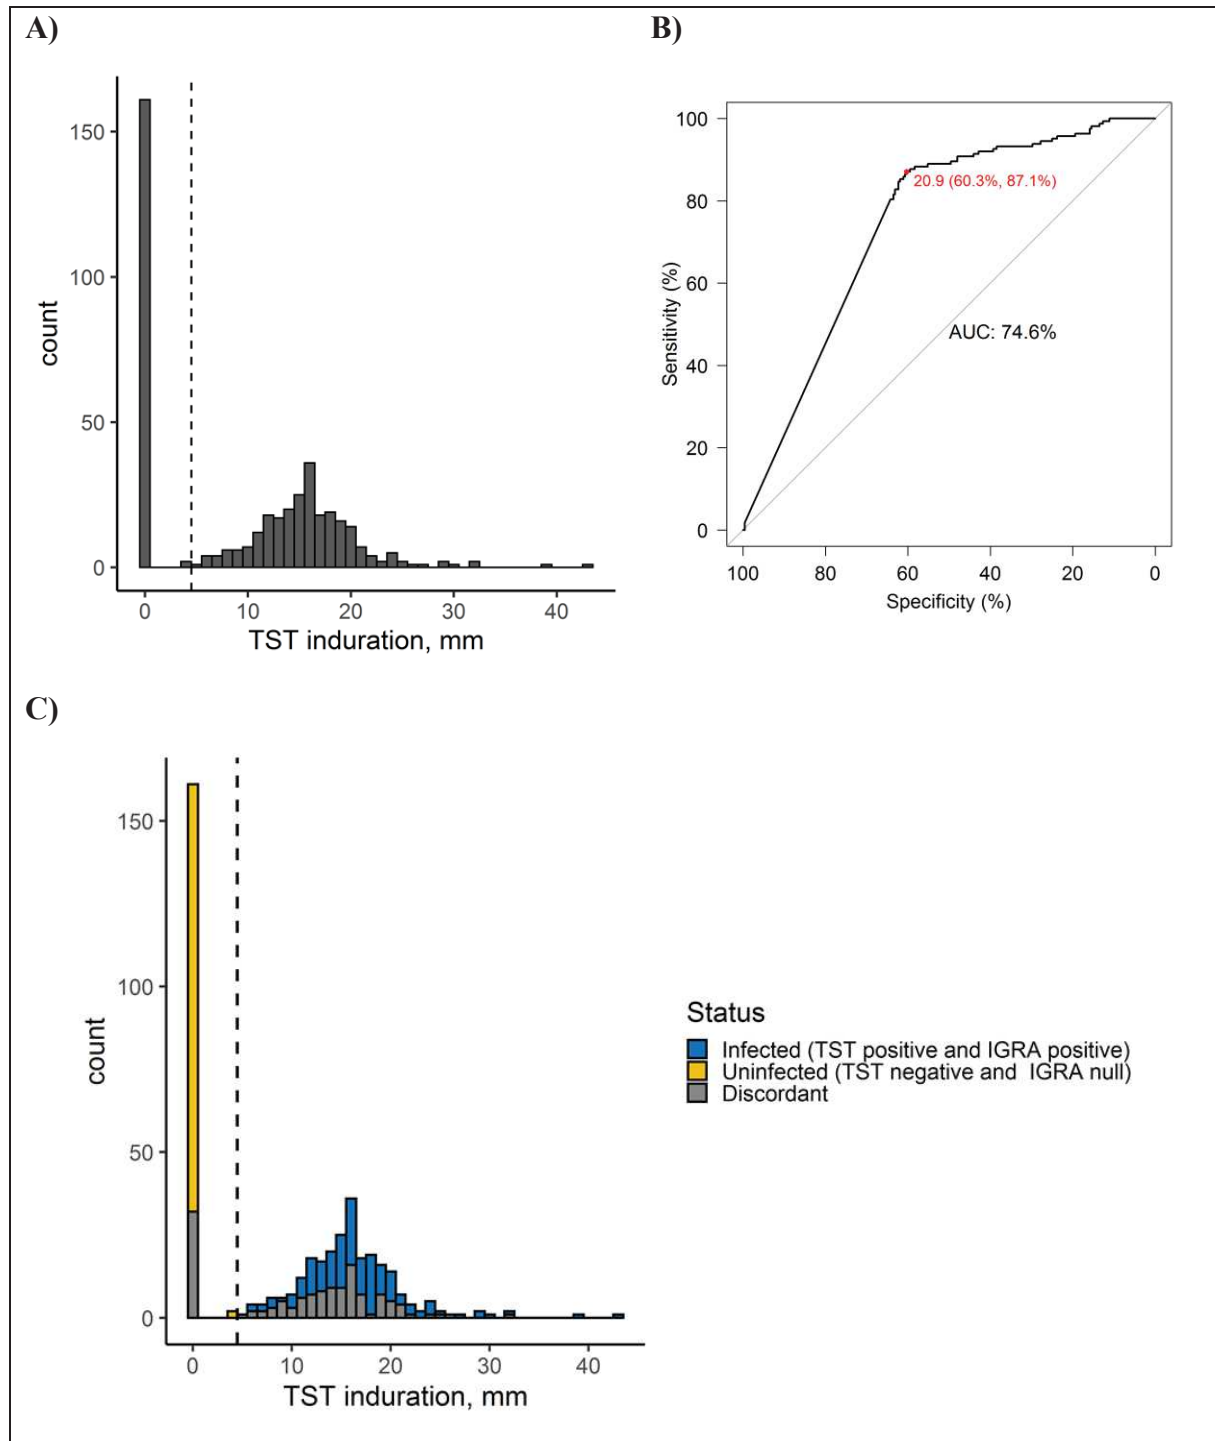 A)
150
100
50
0
count
0 10 20 30 40
TST induration, mm
B)
100
80
60
40
20
0
Sensitivity (%)
20.9 (60.3%, 87.1%)
AUC: 74.6%
100 80 60 40 20 0
Specificity (%)
C)
150
100
50
0
count
0 10 20 30 40
TST induration, mm
Status
Infected (TST positive and IGRA positive)
Uninfected (TST negative and  IGRA null)
Discordant